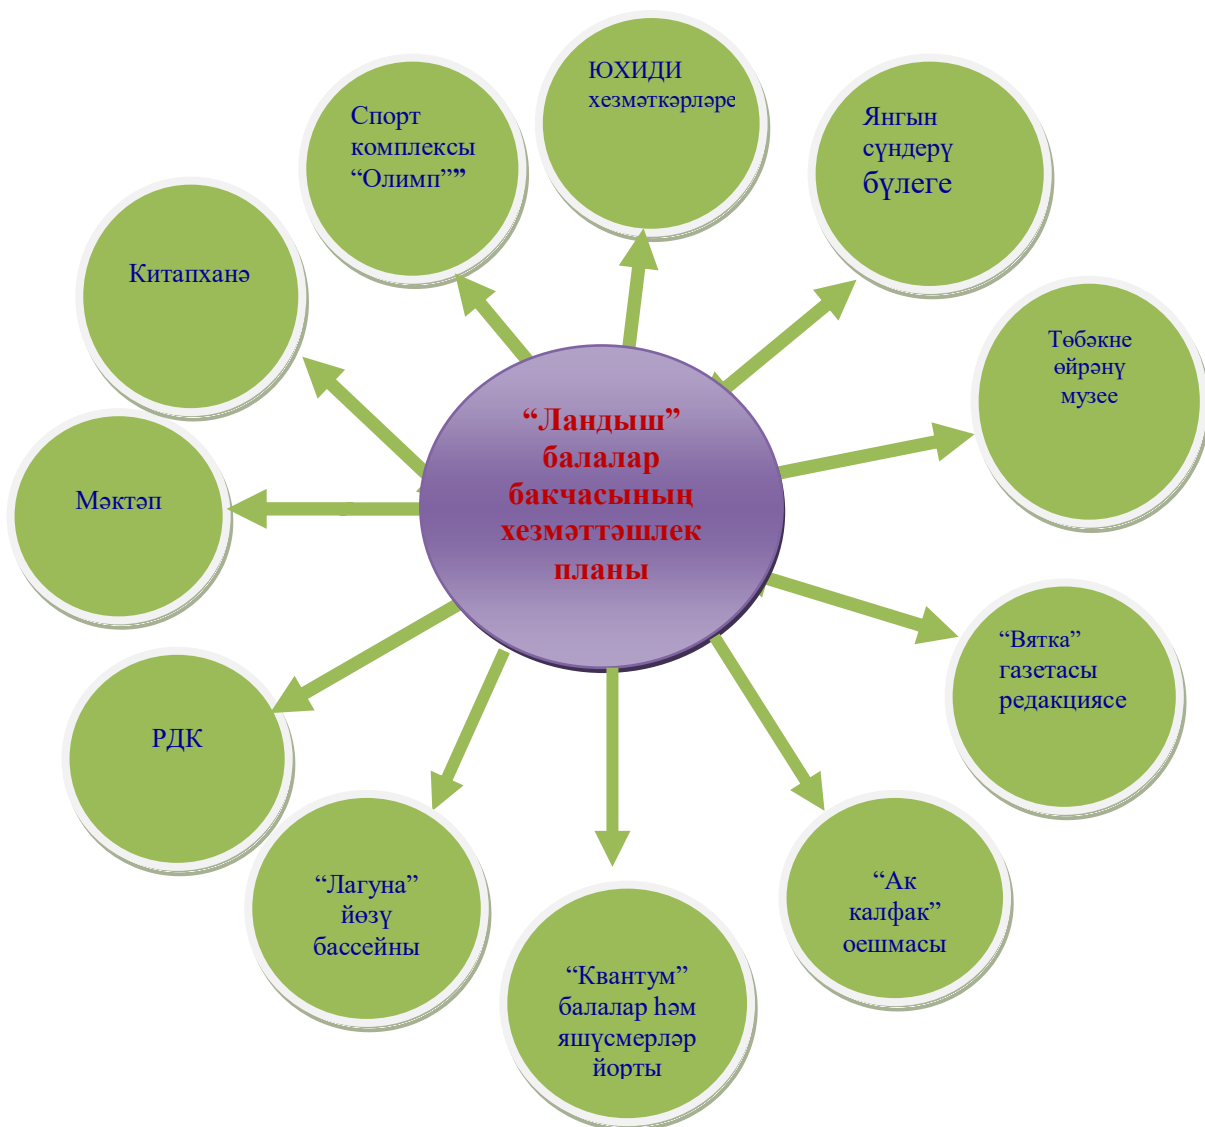 ЮХИДИ
хезмәткәрләре
Спорт
комплексы
“Олимп””
Янгын
сүндерү
бүлеге
Китапханә
Төбәкне
өйрәнү
музее
“Ландыш”
балалар
бакчасының
хезмәттәшлек
планы
Мәктәп
“Вятка”
газетасы
редакциясе
РДК
“Лагуна”
йөзү
бассейны
“Ак
калфак”
оешмасы
“Квантум”
балалар һәм
яшүсмерләр
йорты